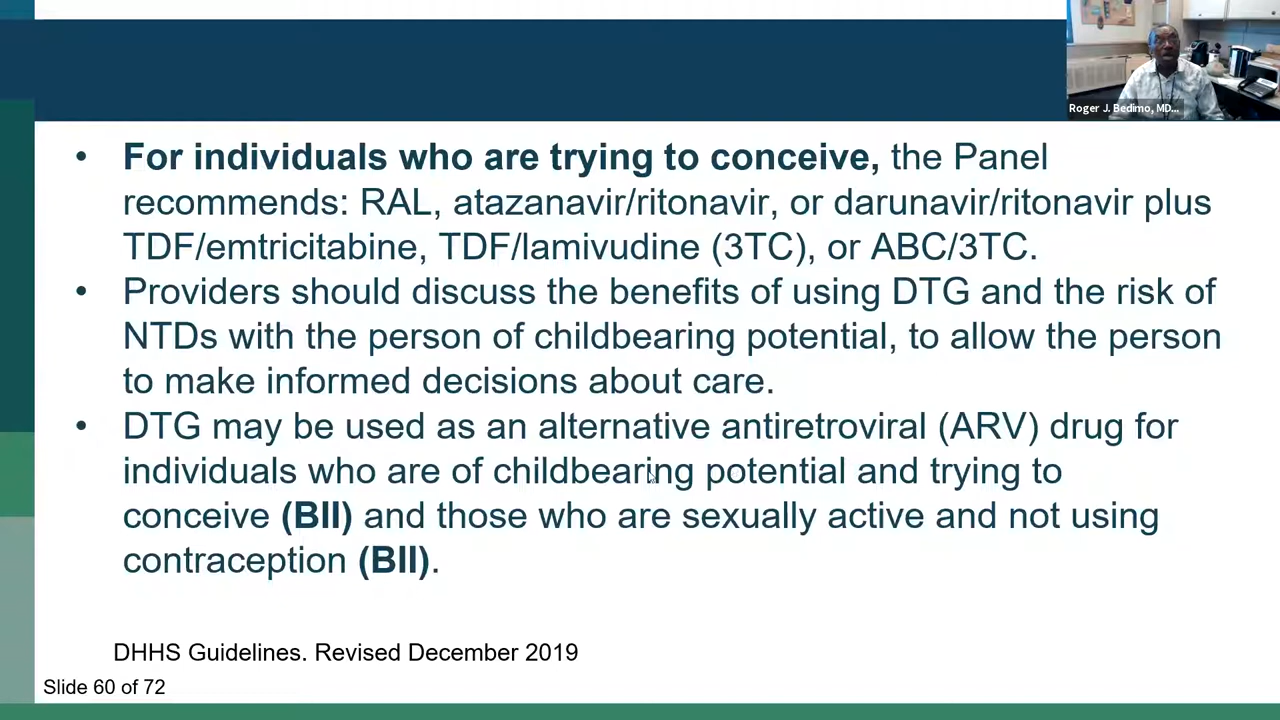 Roger J. Bedimo, MD...
• For individuals who are trying to conceive, the Panel
recommends: RAL, atazanavir/ritonavir, or darunavir/ritonavir plus
TDF/emtricitabine, TDF/lamivudine (3TC), or ABC/3TC.
• Providers should discuss the benefits of using DTG and the risk of
NTDs with the person of childbearing potential, to allow the person
to make informed decisions about care.
• DTG may be used as an alternative antiretroviral (ARV) drug for
individuals who are of childbearing potential and trying to
conceive (BII) and those who are sexually active and not using
contraception (BII).
DHHS Guidelines. Revised December 2019
Slide 60 of 72